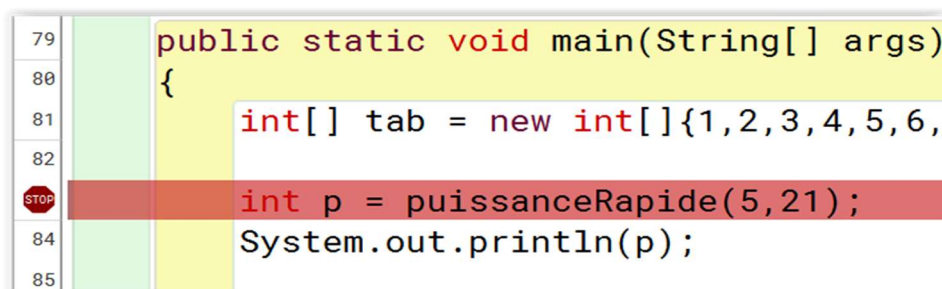 79 public static void main(String[] args)
80 {
81 int[] tab = new int[]{1,2,3,4,5,6,
82
STOP int p = puissanceRapide(5,21);
84 System.out.println(p);
85